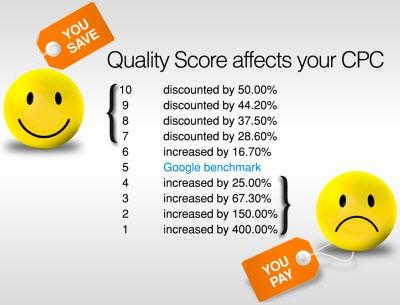 YOU
SAVE
Quality Score affects your CPC
10 discounted by 50.00%
9 discounted by 44.20%
8 discounted by 37.50%
7 discounted by 28.60%
6 increased by 16.70%
5 Google benchmark
4 increased by 25.00%
3 increased by 67.30%
2 increased by 150.00%
1 increased by 400.00%
YOU
PAY